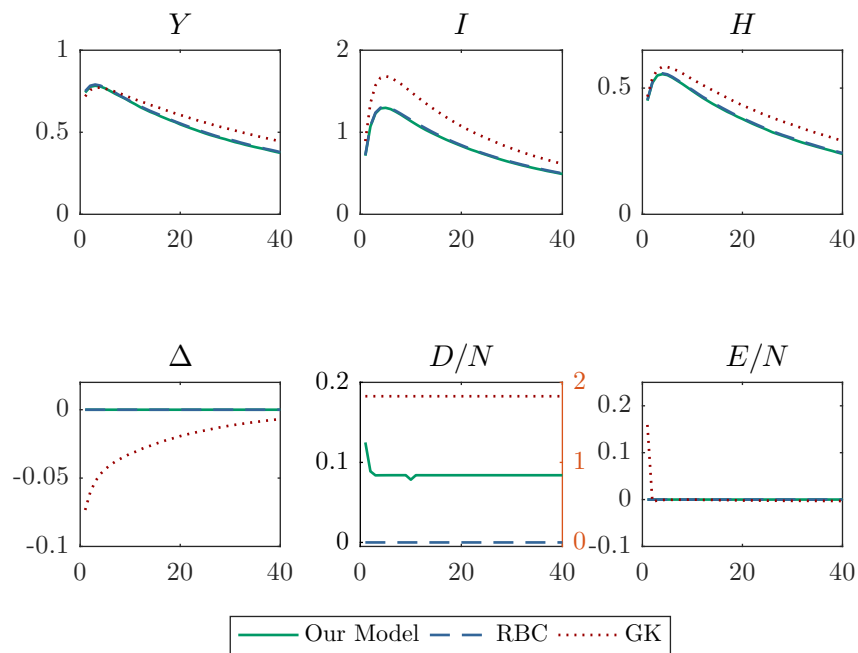 Y I H
1 2
0.5 1 0.5
0 0 0
0 20 40 0 20 40 0 20 40
Δ D/N E/N
0.2 2 0.2
0 0.1
-0.05 0.1 1 0
-0.1 0 0 -0.1
0 20 40 0 20 40 0 20 40
Our Model RBC GK